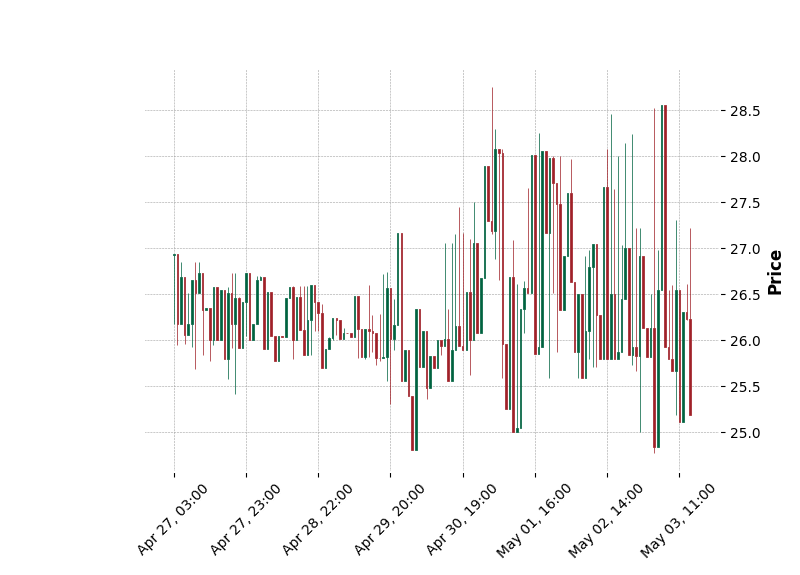 28.5
28.0
27.5
27.0
26.5
26.0
25.5
25.0
Price
Apr 27, 03:00
Apr 27, 23:00
Apr 28, 22:00
Apr 29, 20:00
Apr 30, 19:00
May 01, 16:00
May 02, 14:00
May 03, 11:00